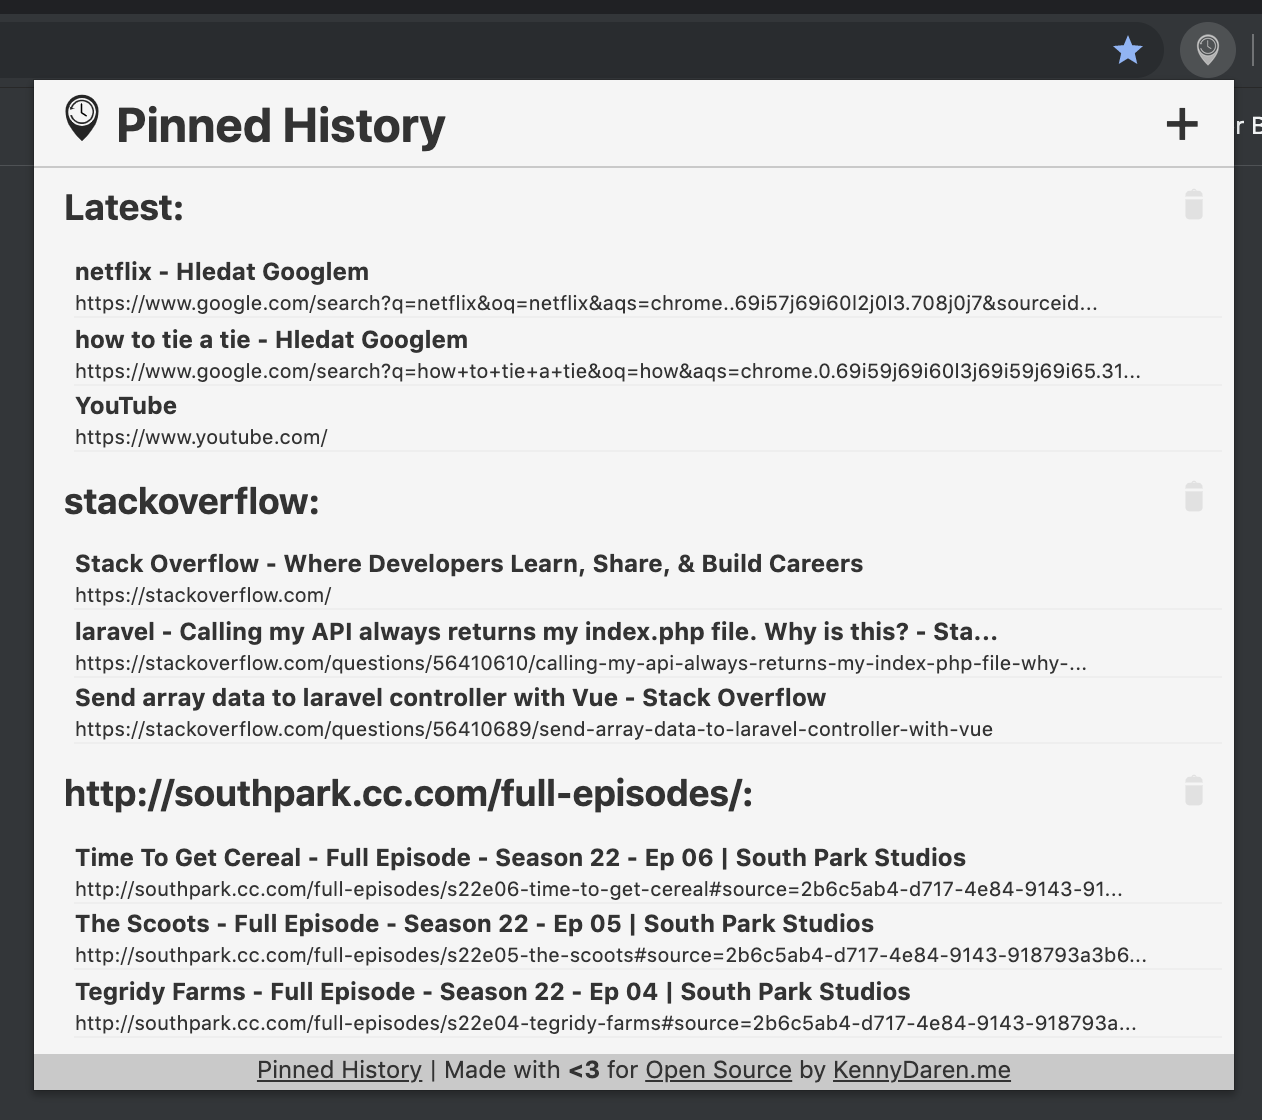 r B
Pinned History
Latest:
netflix - Hledat Googlem
https://www.google.com/search?q=netflix&oq=netflix&aqs=chrome..69i57j69i60l2j0l3.708j0j7&sourceid...
how to tie a tie - Hledat Googlem
https://www.google.com/search?q=how+to+tie+a+tie&oq=how&aqs=chrome.0.69i59j69i60l3j69i59j69i65.31...
YouTube
https://www.youtube.com/
stackoverflow:
Stack Overflow - Where Developers Learn, Share, & Build Careers
https://stackoverflow.com/
laravel - Calling my API always returns my index.php file. Why is this? - Sta...
https://stackoverflow.com/questions/56410610/calling-my-api-always-returns-my-index-php-file-why-...
Send array data to laravel controller with Vue - Stack Overflow
https://stackoverflow.com/questions/56410689/send-array-data-to-laravel-controller-with-vue
http://southpark.cc.com/full-episodes/:
Time To Get Cereal - Full Episode - Season 22 - Ep 06 | South Park Studios
http://southpark.cc.com/full-episodes/s22e06-time-to-get-cereal#source=2b6c5ab4-d717-4e84-9143-91...
The Scoots - Full Episode - Season 22 - Ep 05 | South Park Studios
http://southpark.cc.com/full-episodes/s22e05-the-scoots#source=2b6c5ab4-d717-4e84-9143-918793a3b6...
Tegridy Farms - Full Episode - Season 22 - Ep 04 | South Park Studios
http://southpark.cc.com/full-episodes/s22e04-tegridy-farms#source=2b6c5ab4-d717-4e84-9143-918793a...
Pinned History | Made with <3 for Open Source by KennyDaren.me